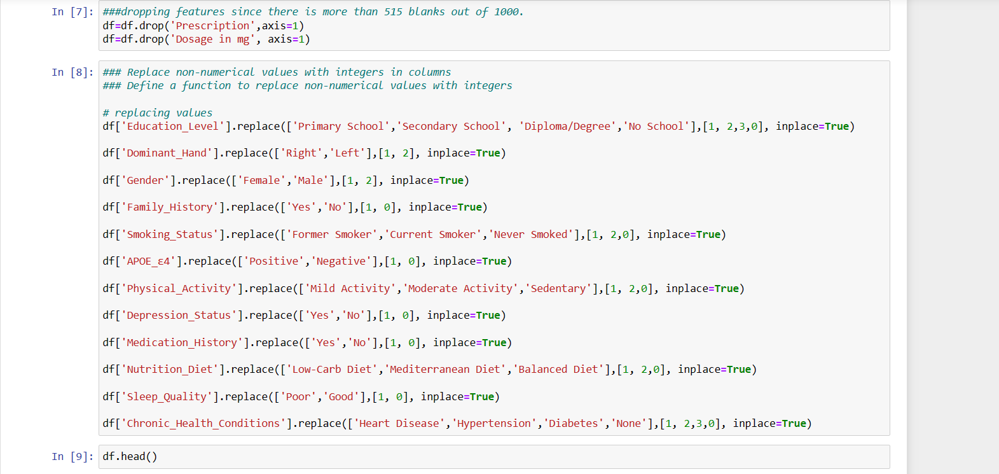 In [7]: ###dropping features since there is more than 515 blanks out of 1000.
df=df.drop('Prescription',axis=1)
df=df.drop('Dosage in mg', axis=1)
In [8]: ### Replace non-numerical values with integers in columns
### Define a function to replace non-numerical values with integers
# replacing values
df['Education_Level'].replace(['Primary School','Secondary School', 'Diploma/Degree','No School'],[1, 2,3,0], inplace=True)
df['Dominant_Hand'].replace(['Right','Left'],[1, 2], inplace=True)
df['Gender'].replace(['Female','Male'],[1, 2], inplace=True)
df['Family_History'].replace(['Yes','No'],[1, 0], inplace=True)
df['Smoking_Status'].replace(['Former Smoker','Current Smoker','Never Smoked'],[1, 2,0], inplace=True)
df['APOE_ε4'].replace(['Positive','Negative'],[1, 0], inplace=True)
df['Physical_Activity'].replace(['Mild Activity','Moderate Activity','Sedentary'],[1, 2,0], inplace=True)
df['Depression_Status'].replace(['Yes','No'],[1, 0], inplace=True)
df['Medication_History'].replace(['Yes','No'],[1, 0], inplace=True)
df['Nutrition_Diet'].replace(['Low-Carb Diet','Mediterranean Diet','Balanced Diet'],[1, 2,0], inplace=True)
df['Sleep_Quality'].replace(['Poor','Good'],[1, 0], inplace=True)
df['Chronic_Health_Conditions'].replace(['Heart Disease','Hypertension','Diabetes','None'],[1, 2,3,0], inplace=True)
In [9]: df.head()